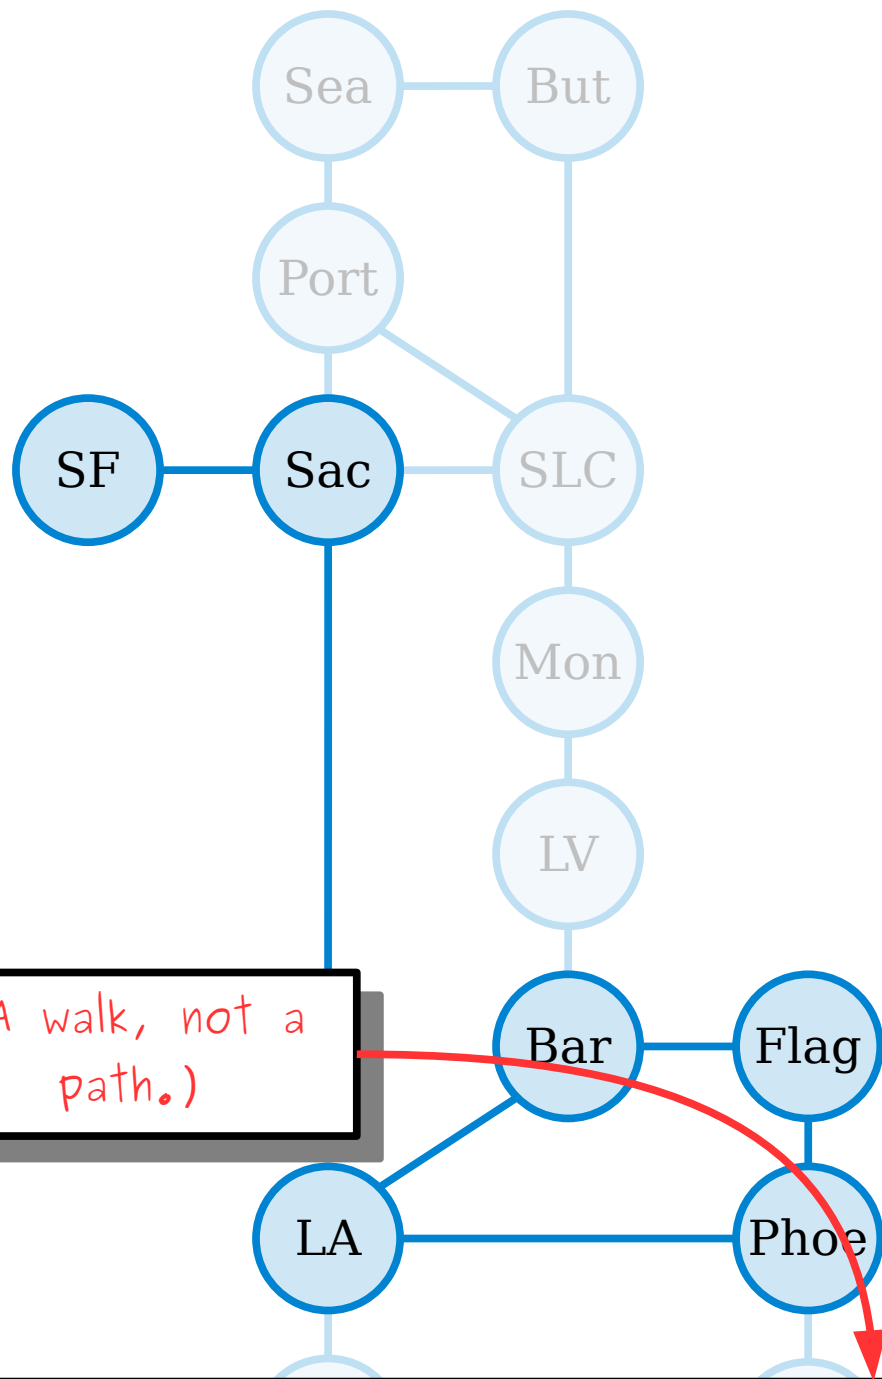 Sea
But
Port
SF
Sac
SLC
Mon
LV
A walk, not a
path.)
Bar
Flag
LA
Phoe